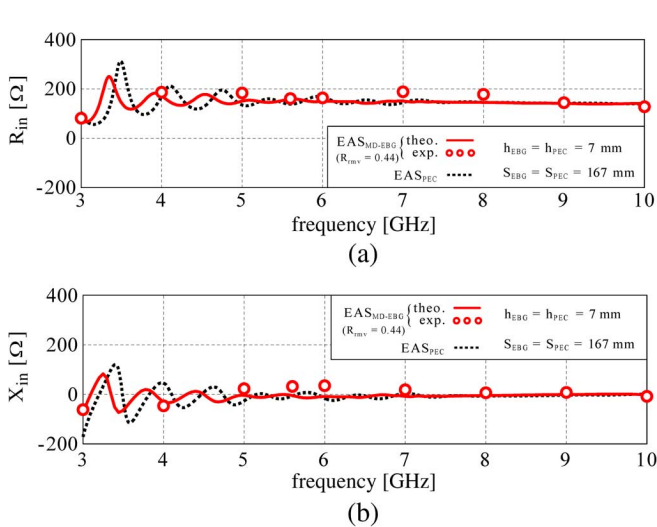 400
200
0
-200
R_in [Ω]
EAS_MD-EBG { theo.
(R_rmv = 0.44) { exp.
EAS_PEC
h_EBG = h_PEC = 7 mm
S_EBG = S_PEC = 167 mm
3 4 5 6 7 8 9 10
frequency [GHz]
(a)
400
200
0
-200
X_in [Ω]
EAS_MD-EBG { theo.
(R_rmv = 0.44) { exp.
EAS_PEC
h_EBG = h_PEC = 7 mm
S_EBG = S_PEC = 167 mm
3 4 5 6 7 8 9 10
frequency [GHz]
(b)